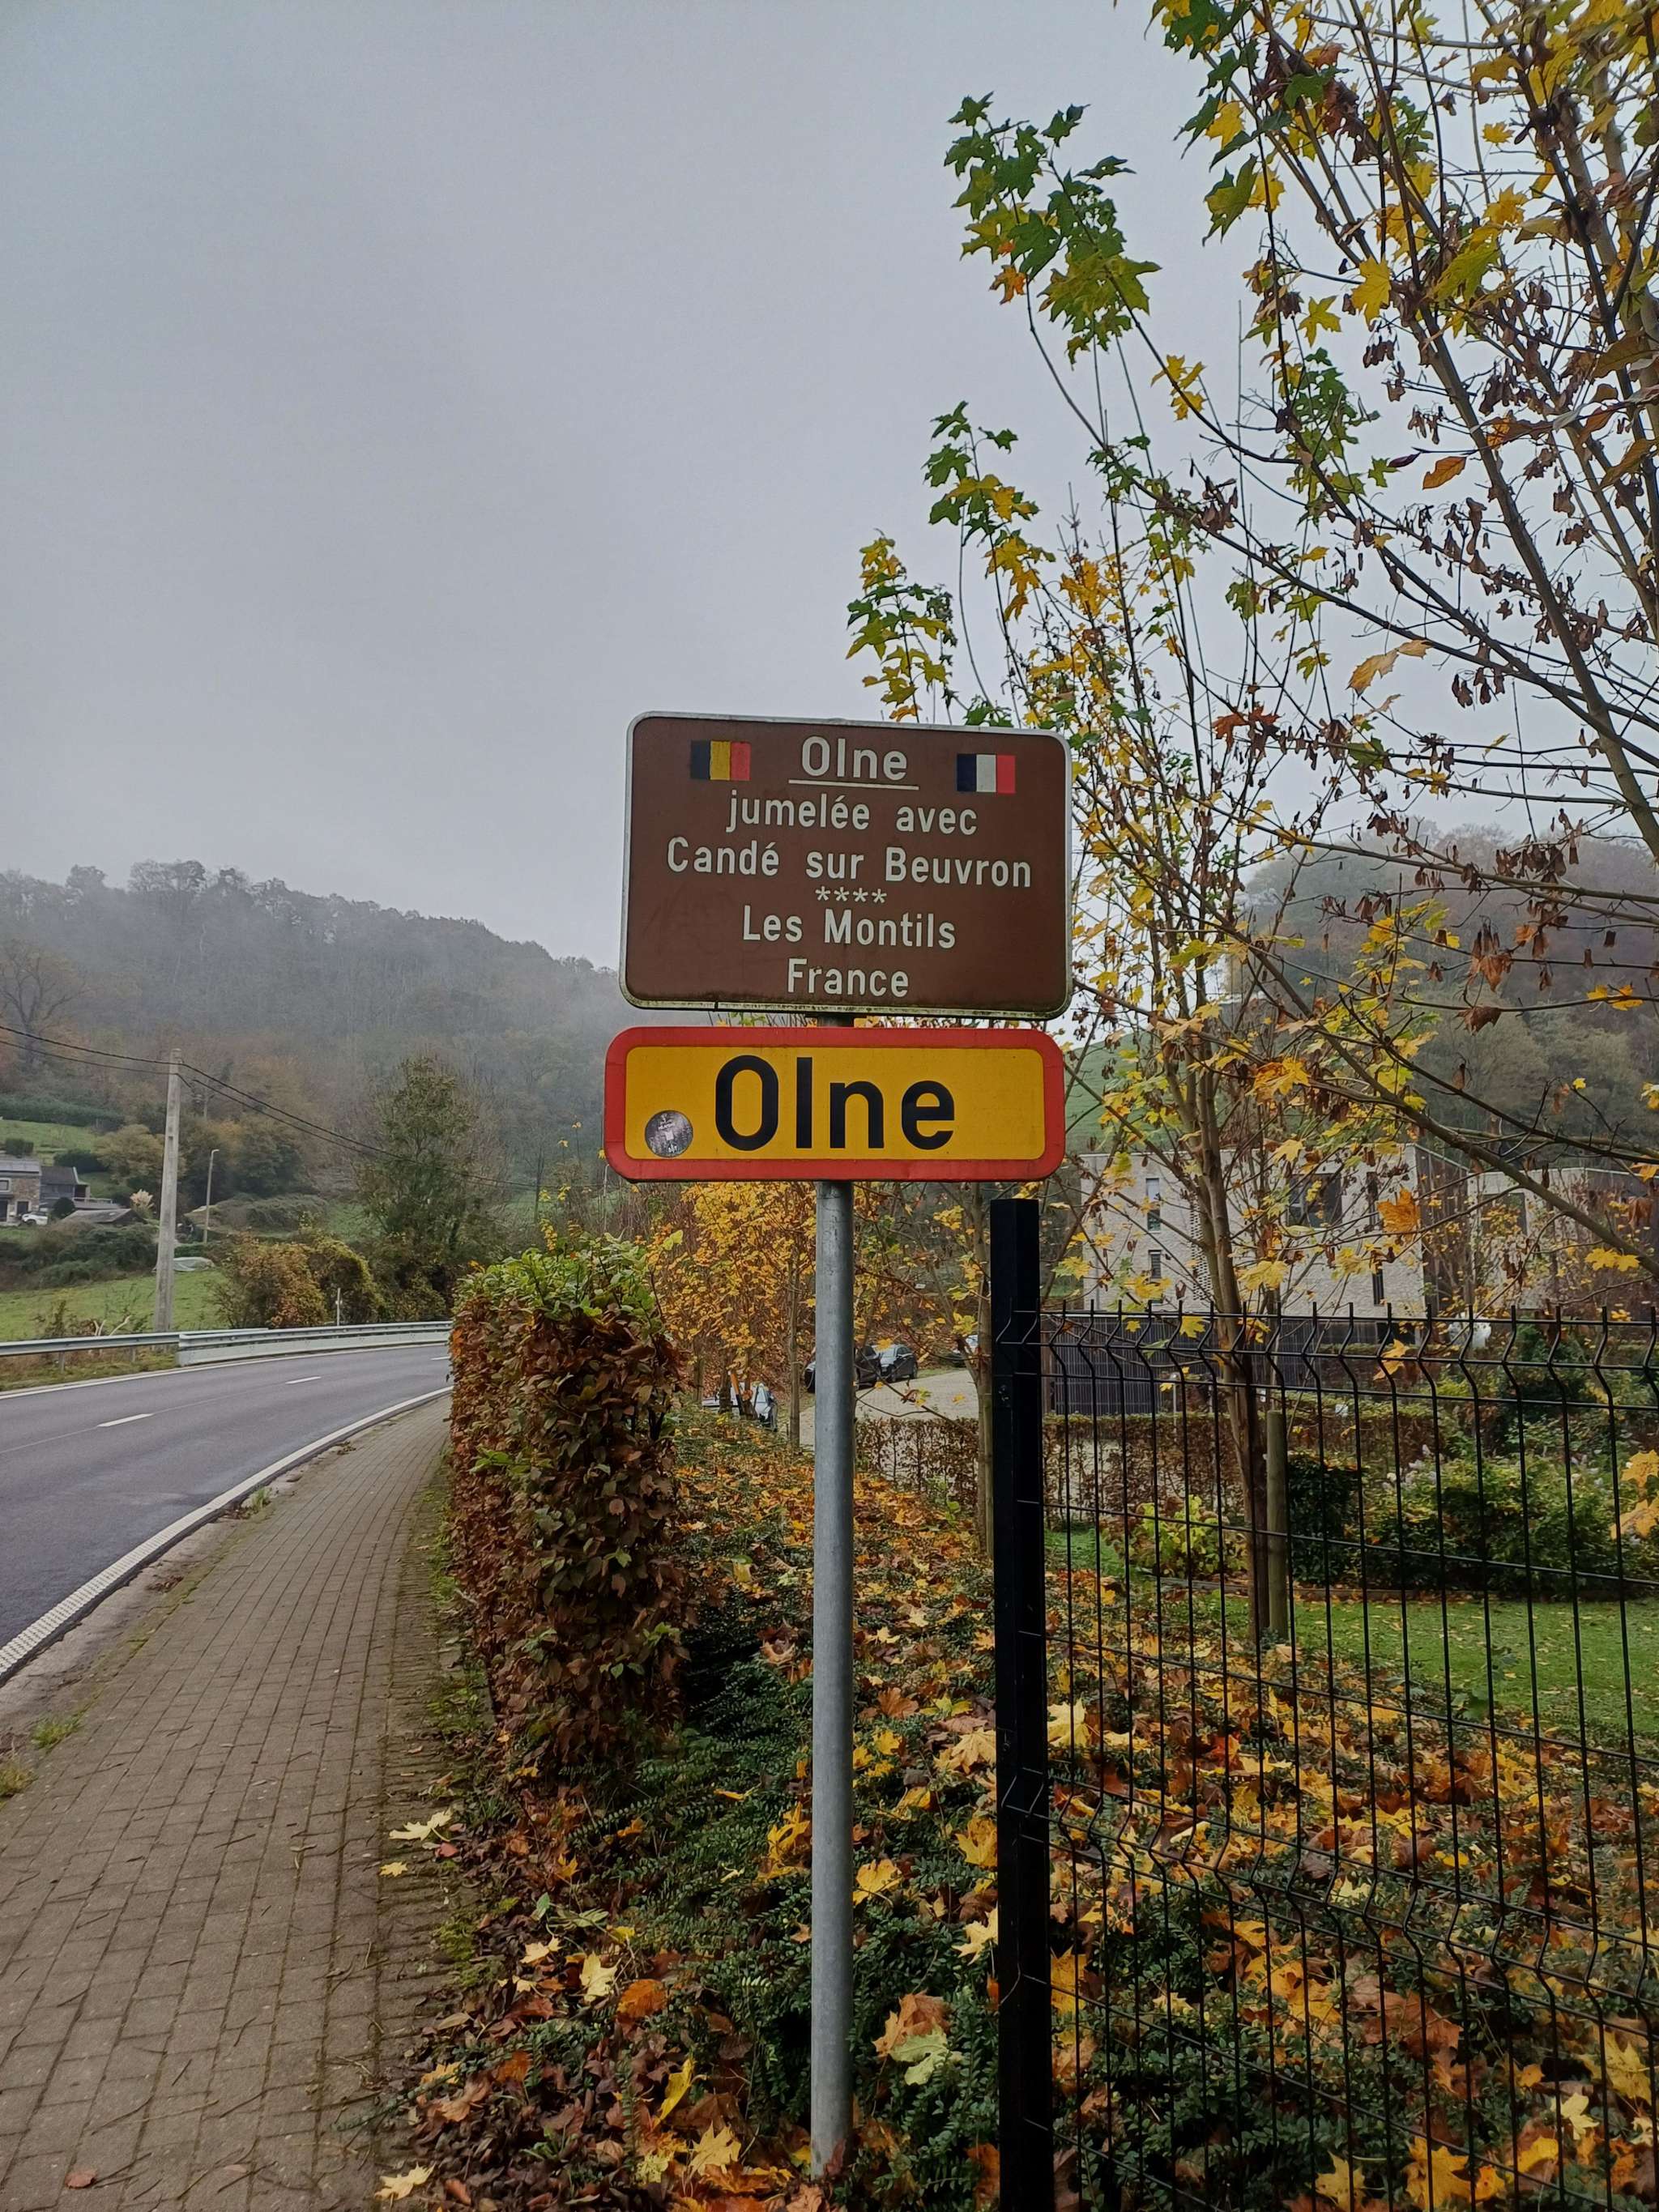 Olne
jumelée avec
Candé sur Beuvron
****
Les Montils
France
Olne